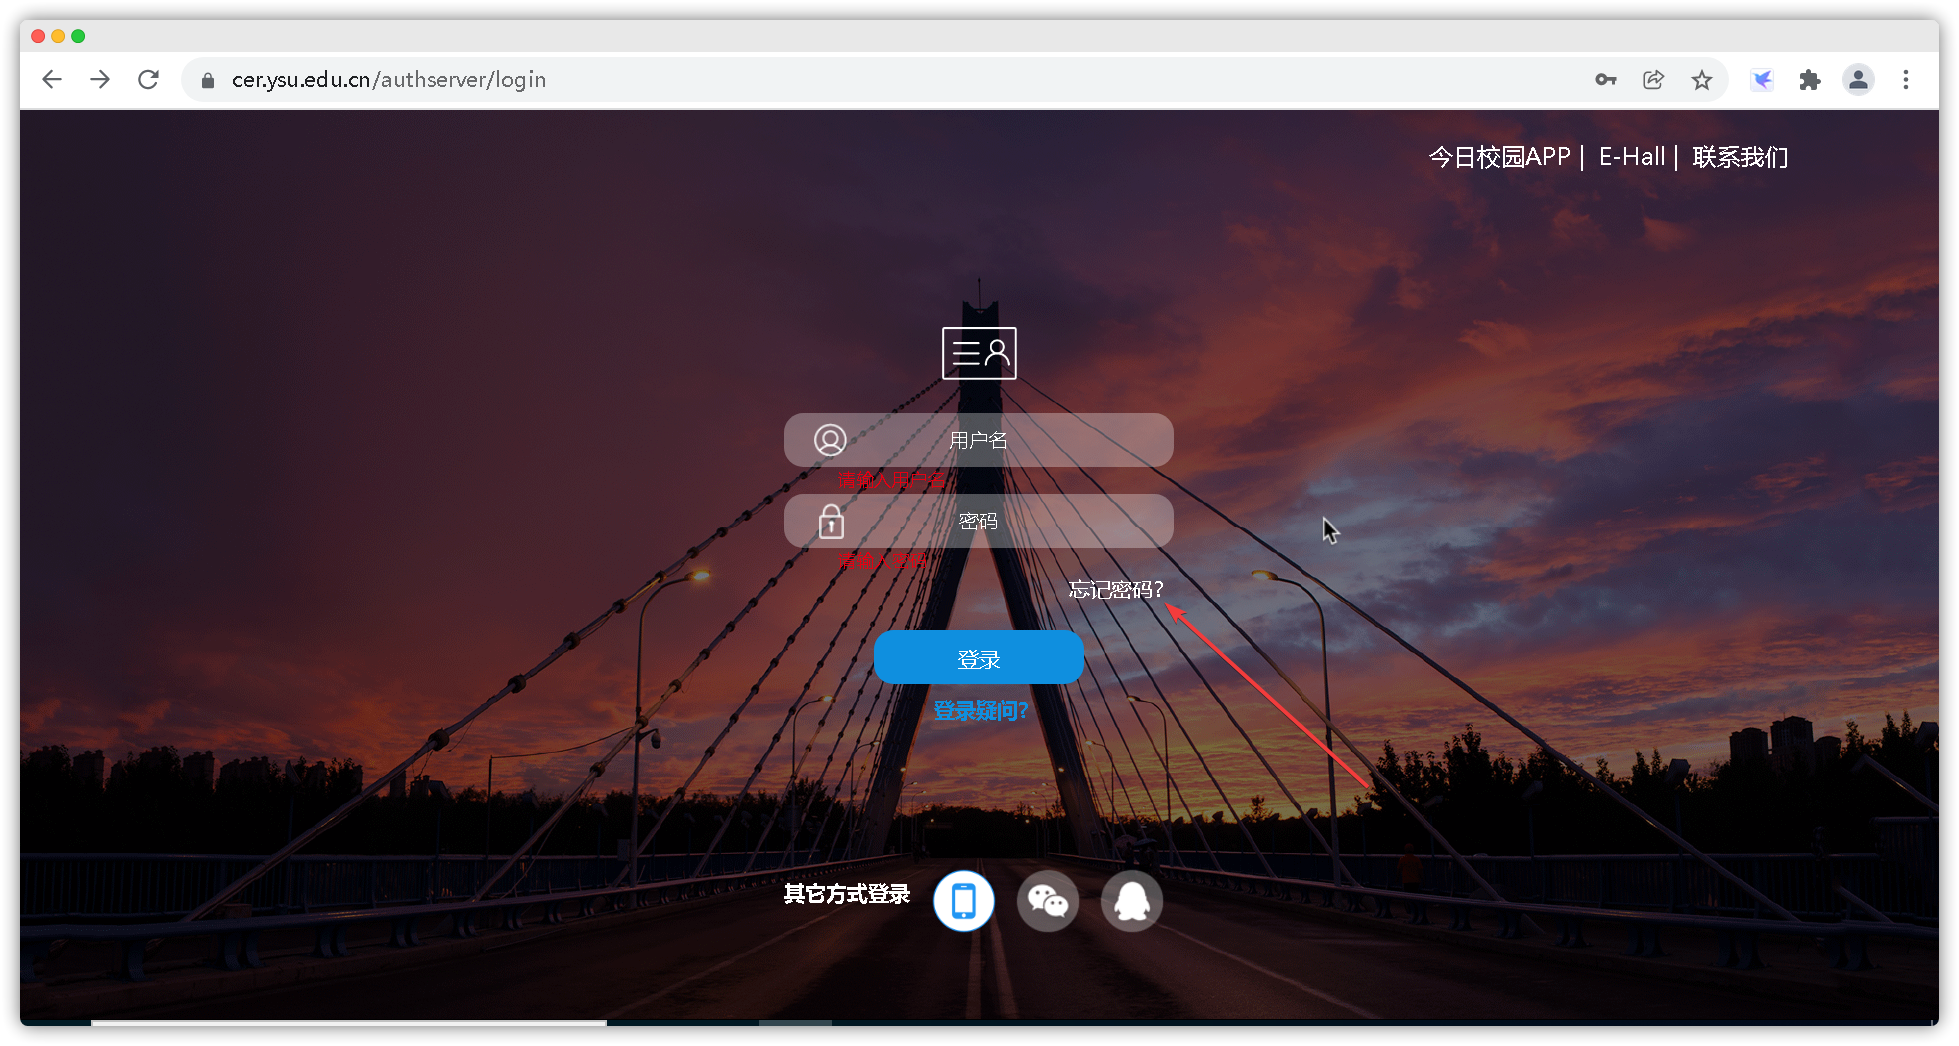 cer.ysu.edu.cn/authserver/login
今日校园APP | E-Hall | 联系我们
用户名
请输入用户名
密码
请输入密码
忘记密码?
登录
登录疑问?
其它方式登录